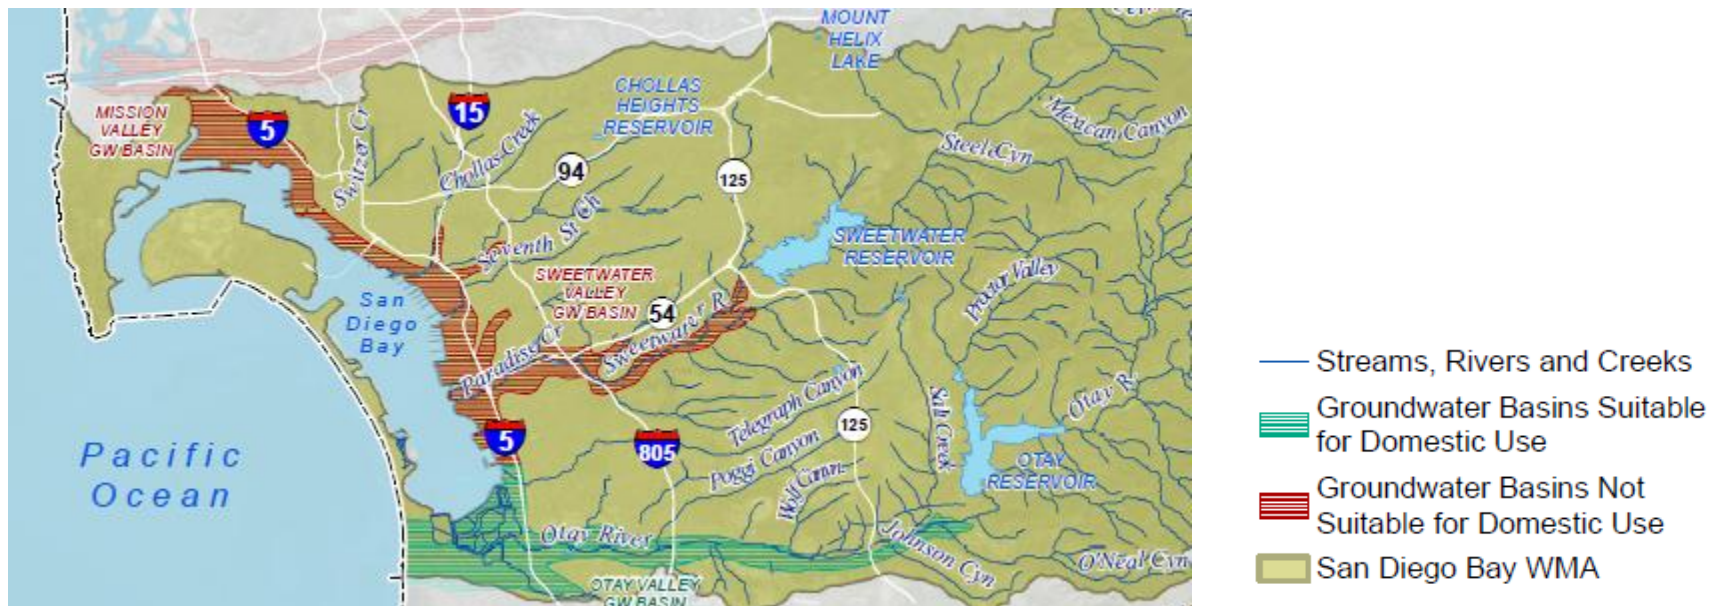 MOUNT
HELIX
LAKE
CHOLLAS
HEIGHTS
RESERVOIR
MISSION
VALLEY
GW BASIN
5
15
Switzer Cr
Chollas Creek
94
125
Mexican Canyon
Steele Cyn
Seventh St Ch
SWEETWATER
RESERVOIR
SWEETWATER
VALLEY
GW BASIN
54
Sweetwater R.
Proctor Valley
San
Diego
Bay
Paradise Cr
Telegraph Canyon
Salt Creek
Otay R.
125
5
805
Poggi Canyon
Wolf Canyn.
OTAY
RESERVOIR
Pacific
Ocean
Otay River
Johnson Cyn
O'Neal Cyn
OTAY VALLEY
GW BASIN
Streams, Rivers and Creeks
Groundwater Basins Suitable
for Domestic Use
Groundwater Basins Not
Suitable for Domestic Use
San Diego Bay WMA